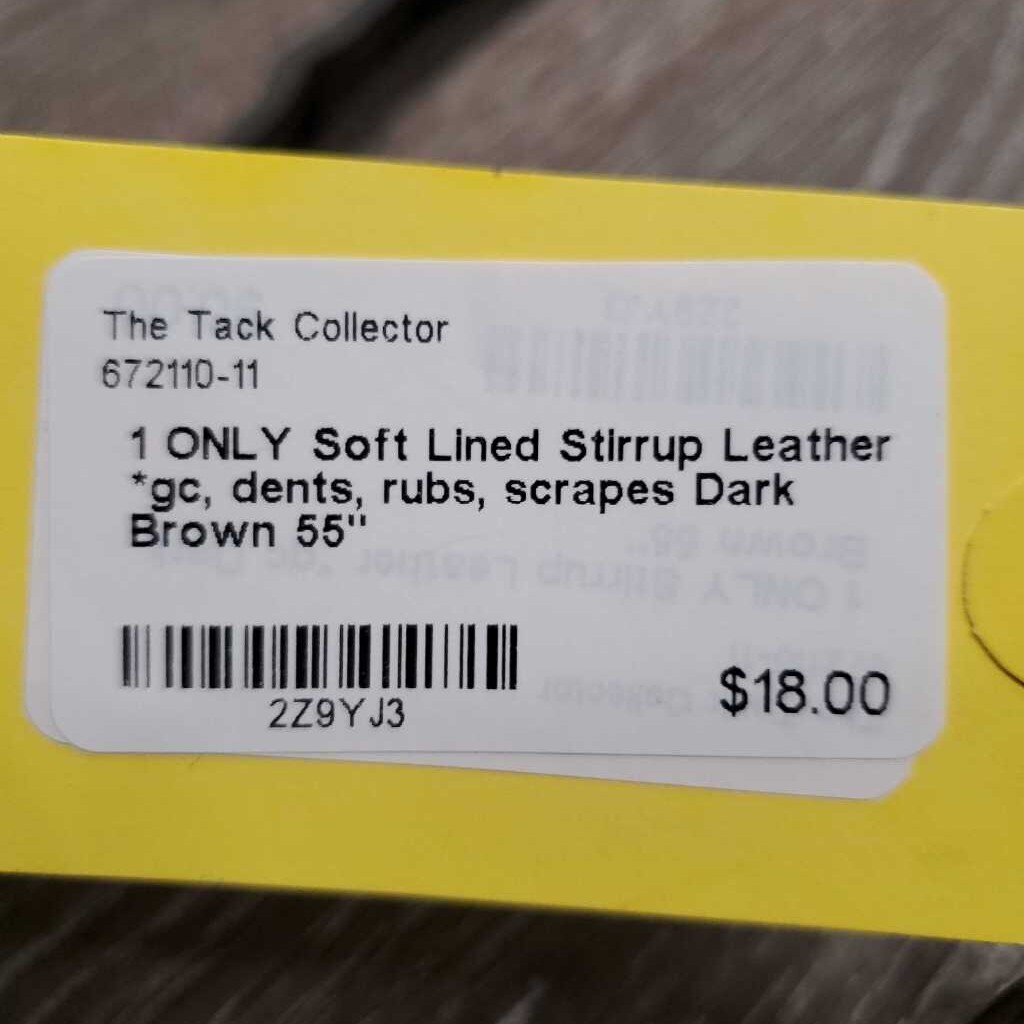 The Tack Collector
672110-11
1 ONLY Soft Lined Stirrup Leather
*gc, dents, rubs, scrapes Dark
Brown 55"
2Z9YJ3
$18.00